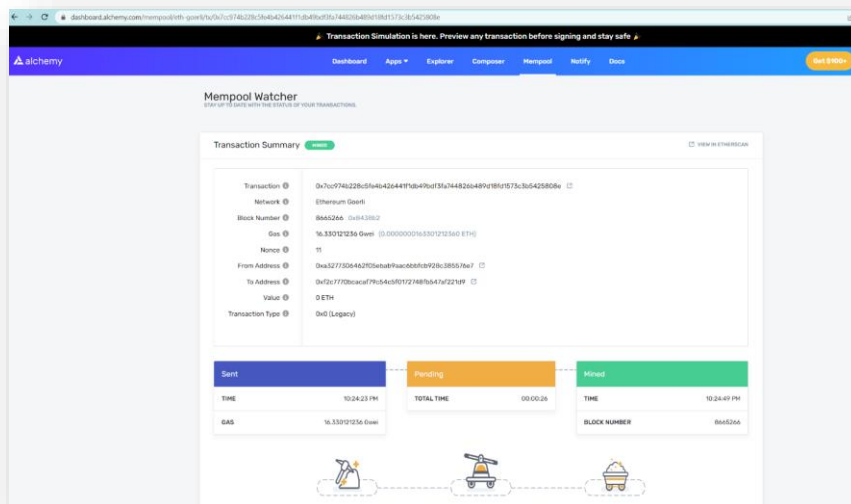 dashboard.alchemy.com/mempool/eth-goerli/tx/0x7cc974b228c5fe4b426441f1db49bdf3fa744826b489d18fd1573c3b5425808e
Transaction Simulation is here. Preview any transaction before signing and stay safe
alchemy Dashboard Apps Explorer Composer Mempool Notify Docs Get $100+
Mempool Watcher
STAY UP TO DATE WITH THE STATUS OF YOUR TRANSACTIONS.
Transaction Summary MINED VIEW IN ETHERSCAN
Transaction 0x7cc974b228c5fe4b426441f1db49bdf3fa744826b489d18fd1573c3b5425808e
Network Ethereum Goerli
Block Number 8665266 0x8438b2
Gas 16.330121236 Gwei (0.0000000163301212360 ETH)
Nonce 11
From Address 0xa3277306462f05ebab9aac6bbfcb928c385576e7
To Address
Value 0 ETH
Transaction Type 0x0 (Legacy)
Sent Pending Mined
TIME 10:24:23 PM TOTAL TIME 00:00:26 TIME 10:24:49 PM
GAS 16.330121236 Gwei BLOCK NUMBER 8665266